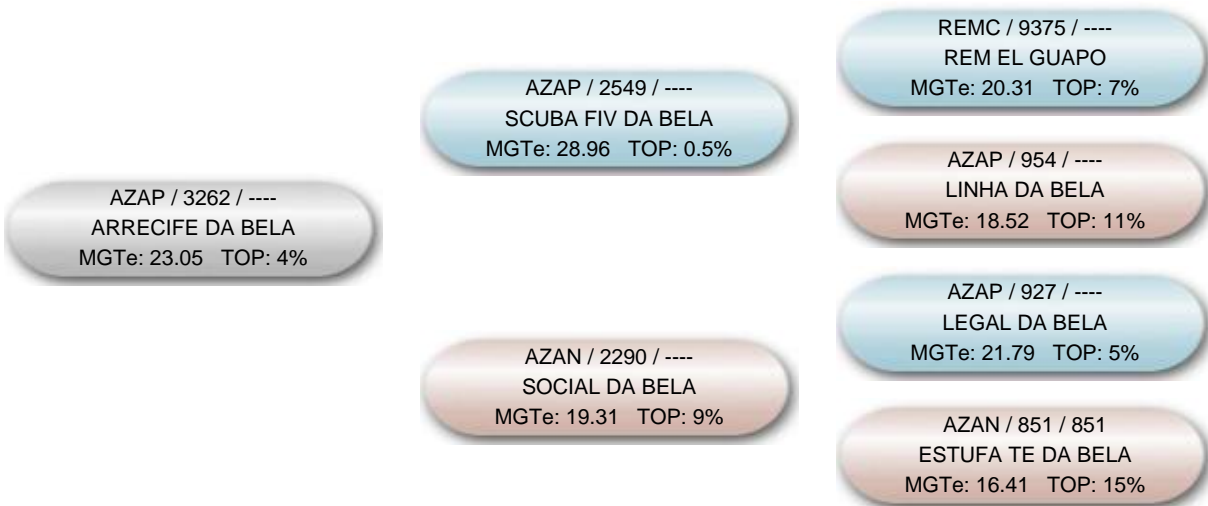 AZAP / 3262 / ----
ARRECIFE DA BELA
MGTe: 23.05 TOP: 4%
AZAP / 2549 / ----
SCUBA FIV DA BELA
MGTe: 28.96 TOP: 0.5%
AZAN / 2290 / ----
SOCIAL DA BELA
MGTe: 19.31 TOP: 9%
REMC / 9375 / ----
REM EL GUAPO
MGTe: 20.31 TOP: 7%
AZAP / 954 / ----
LINHA DA BELA
MGTe: 18.52 TOP: 11%
AZAP / 927 / ----
LEGAL DA BELA
MGTe: 21.79 TOP: 5%
AZAN / 851 / 851
ESTUFA TE DA BELA
MGTe: 16.41 TOP: 15%